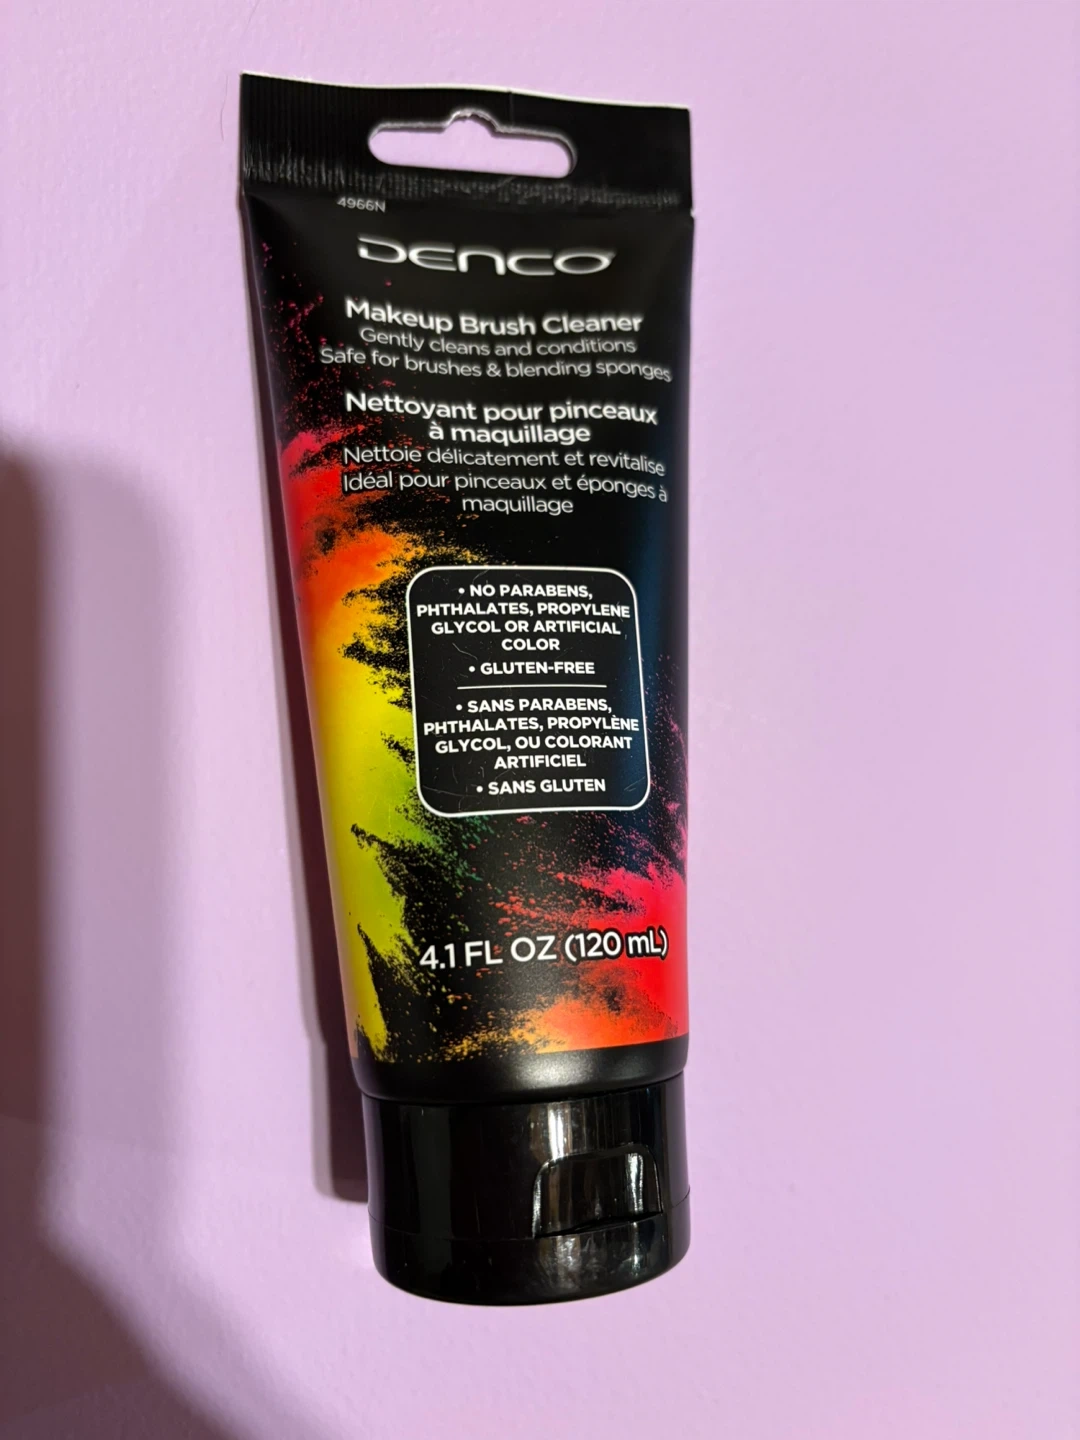 4966N
DENCO
Makeup Brush Cleaner
Gently cleans and conditions
Safe for brushes & blending sponges
Nettoyant pour pinceaux
à maquillage
Nettoie délicatement et revitalise
Idéal pour pinceaux et éponges à
maquillage
• NO PARABENS,
PHTHALATES, PROPYLENE
GLYCOL OR ARTIFICIAL
COLOR
• GLUTEN-FREE
• SANS PARABENS,
PHTHALATES, PROPYLÈNE
GLYCOL, OU COLORANT
ARTIFICIEL
• SANS GLUTEN
4.1 FL OZ (120 mL)